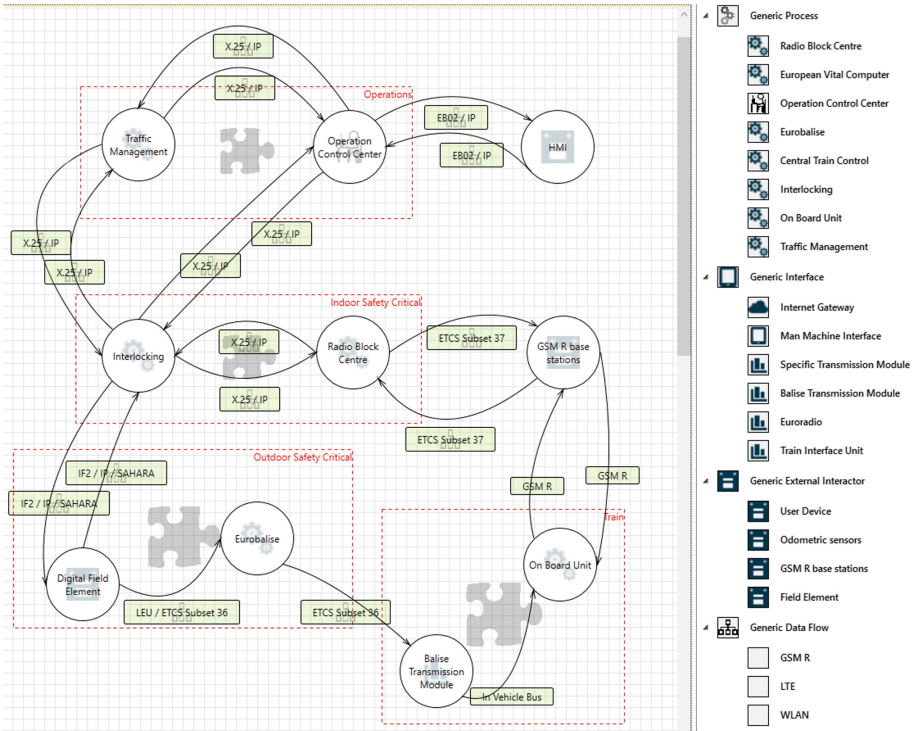 X.25 / IP
X.25 / IP
Operations
EB02 / IP
Traffic
Management
Operation
Control Center
HMI
EB02 / IP
X.25 / IP
X.25 / IP
X.25 / IP
X.25 / IP
Indoor Safety Critical
Interlocking
X.25 / IP
Radio Block
Centre
ETCS Subset 37
GSM R base
stations
X.25 / IP
ETCS Subset 37
Outdoor Safety Critical
IF2 / IP / SAHARA
IF2 / IP / SAHARA
GSM R
GSM R
Train
Eurobalise
Digital Field
Element
On Board Unit
LEU / ETCS Subset 36
ETCS Subset 36
Balise
Transmission
Module
In Vehicle Bus
Generic Process
Radio Block Centre
European Vital Computer
Operation Control Center
Eurobalise
Central Train Control
Interlocking
On Board Unit
Traffic Management
Generic Interface
Internet Gateway
Man Machine Interface
Specific Transmission Module
Balise Transmission Module
Euroradio
Train Interface Unit
Generic External Interactor
User Device
Odometric sensors
GSM R base stations
Field Element
Generic Data Flow
GSM R
LTE
WLAN